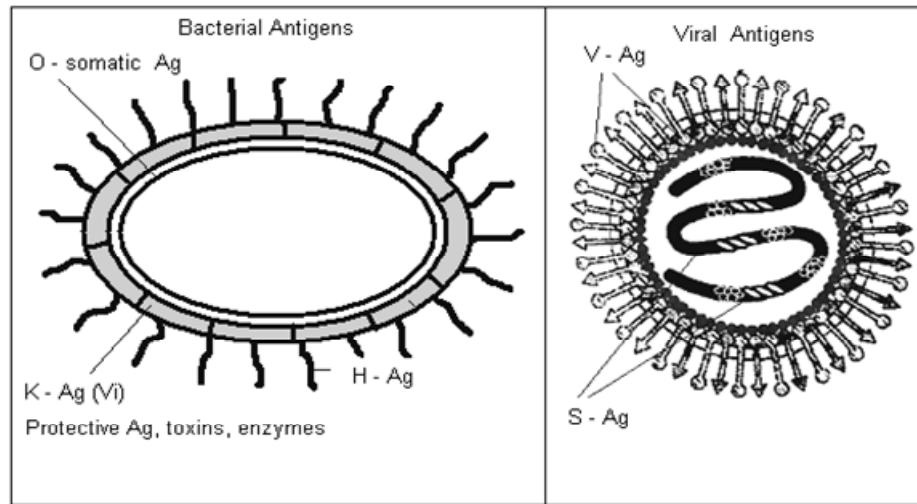 Bacterial Antigens
O - somatic Ag
K - Ag (Vi)
H - Ag
Protective Ag, toxins, enzymes
Viral Antigens
V - Ag
S - Ag